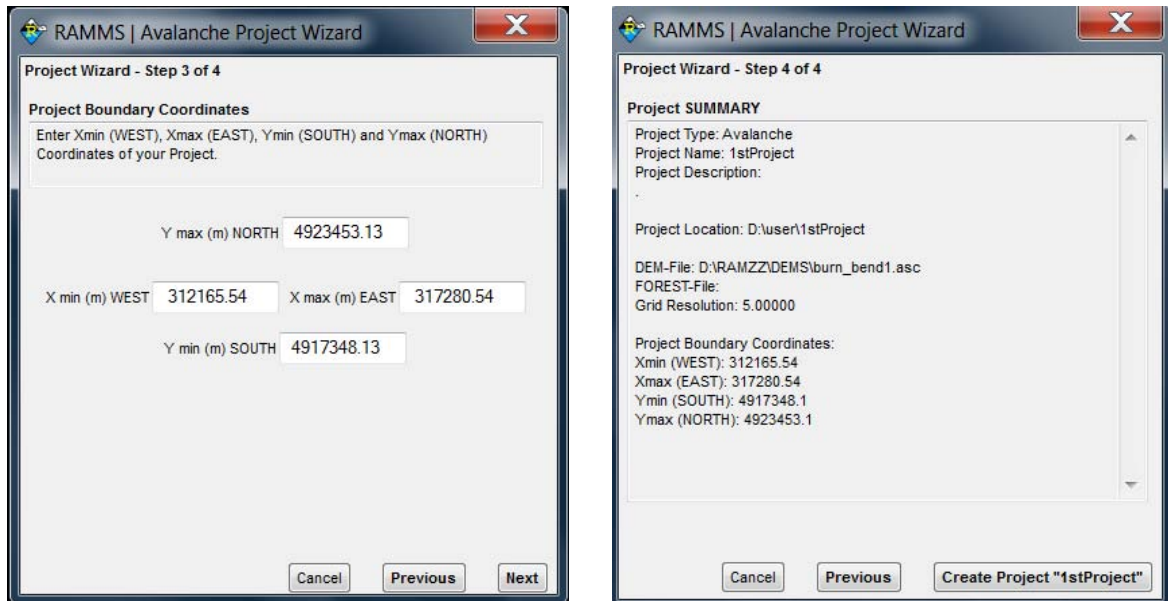 RAMMS | Avalanche Project Wizard
Project Wizard - Step 3 of 4
Project Boundary Coordinates
Enter Xmin (WEST), Xmax (EAST), Ymin (SOUTH) and Ymax (NORTH)
Coordinates of your Project.
Y max (m) NORTH 4923453.13
X min (m) WEST 312165.54 X max (m) EAST 317280.54
Y min (m) SOUTH 4917348.13
Cancel Previous Next
RAMMS | Avalanche Project Wizard
Project Wizard - Step 4 of 4
Project SUMMARY
Project Type: Avalanche
Project Name: 1stProject
Project Description:
.
Project Location: D:\user\1stProject
DEM-File: D:\RAMZZ\DEMS\burn_bend1.asc
FOREST-File:
Grid Resolution: 5.00000
Project Boundary Coordinates:
Xmin (WEST): 312165.54
Xmax (EAST): 317280.54
Ymin (SOUTH): 4917348.1
Ymax (NORTH): 4923453.1
Cancel Previous Create Project "1stProject"